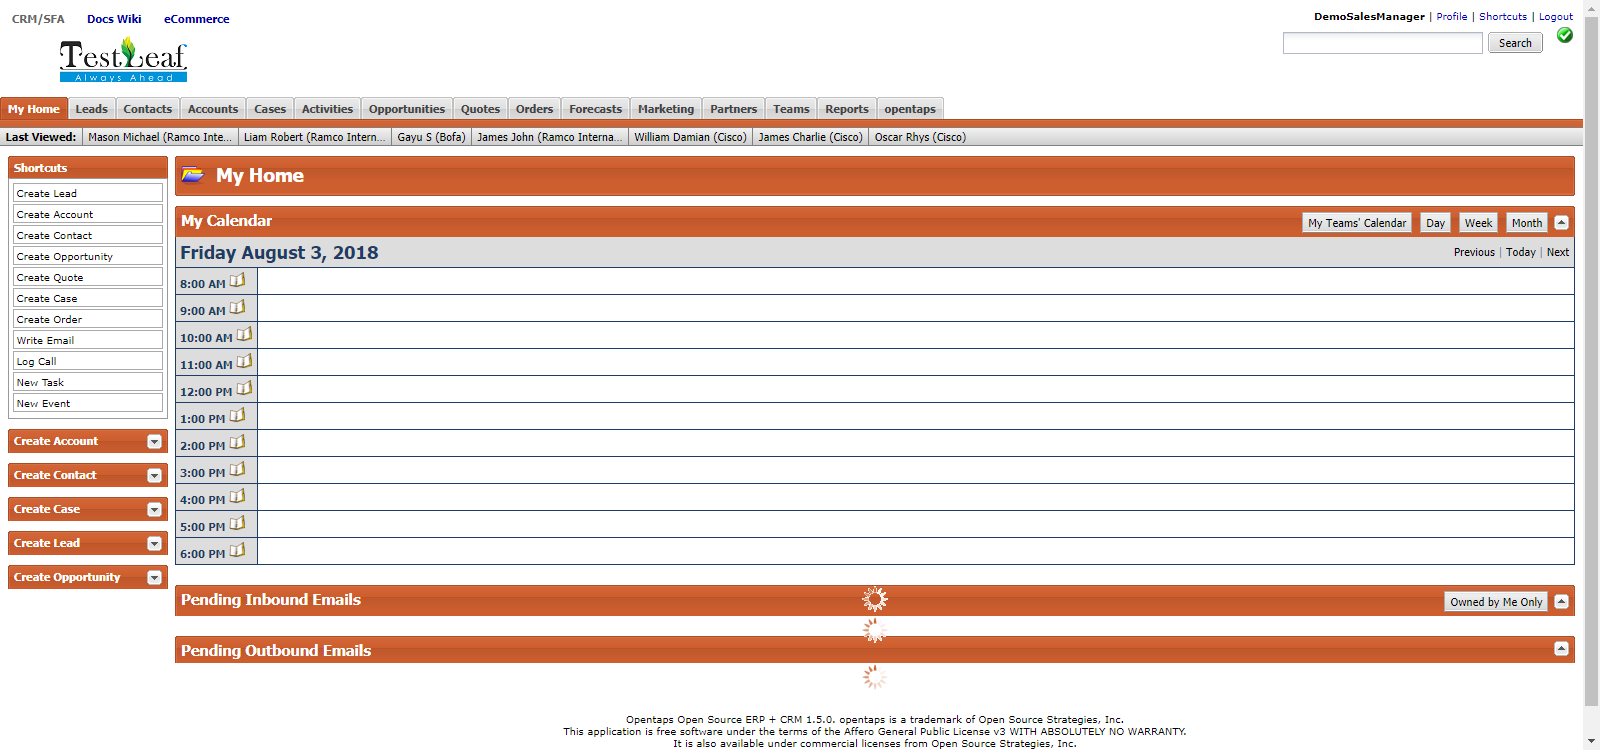 CRM/SFA Docs Wiki eCommerce
DemoSalesManager | Profile | Shortcuts | Logout
Search
TestLeaf
Always Ahead
My Home Leads Contacts Accounts Cases Activities Opportunities Quotes Orders Forecasts Marketing Partners Teams Reports opentaps
Last Viewed: Mason Michael (Ramco Inte... Liam Robert (Ramco Intern... Gayu S (Bofa) James John (Ramco Interna... William Damian (Cisco) James Charlie (Cisco) Oscar Rhys (Cisco)
Shortcuts
Create Lead
Create Account
Create Contact
Create Opportunity
Create Quote
Create Case
Create Order
Write Email
Log Call
New Task
New Event
Create Account
Create Contact
Create Case
Create Lead
Create Opportunity
My Home
My Calendar
My Teams' Calendar Day Week Month
Friday August 3, 2018
Previous | Today | Next
8:00 AM
9:00 AM
10:00 AM
11:00 AM
12:00 PM
1:00 PM
2:00 PM
3:00 PM
4:00 PM
5:00 PM
6:00 PM
Pending Inbound Emails
Owned by Me Only
Pending Outbound Emails
Opentaps Open Source ERP + CRM 1.5.0. opentaps is a trademark of Open Source Strategies, Inc.
This application is free software under the terms of the Affero General Public License v3 WITH ABSOLUTELY NO WARRANTY.
It is also available under commercial licenses from Open Source Strategies, Inc.